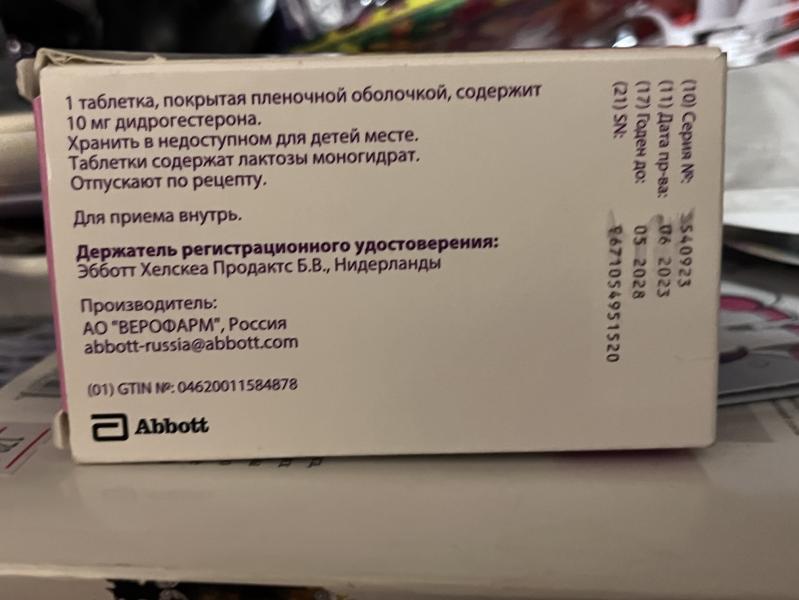 1 таблетка, покрытая пленочной оболочкой, содержит
10 мг дидрогестерона.
Хранить в недоступном для детей месте.
Таблетки содержат лактозы моногидрат.
Отпускают по рецепту.
Для приема внутрь.
Держатель регистрационного удостоверения:
Эбботт Хелскеа Продактс Б.В., Нидерланды
Производитель:
АО "ВЕРОФАРМ", Россия
abbott-russia@abbott.com
(01) GTIN №: 04620011584878
Abbott
(10) Серия №: 3540923
(11) Дата пр-ва: 06 2023
(17) Годен до: 05 2028
(21) SN: